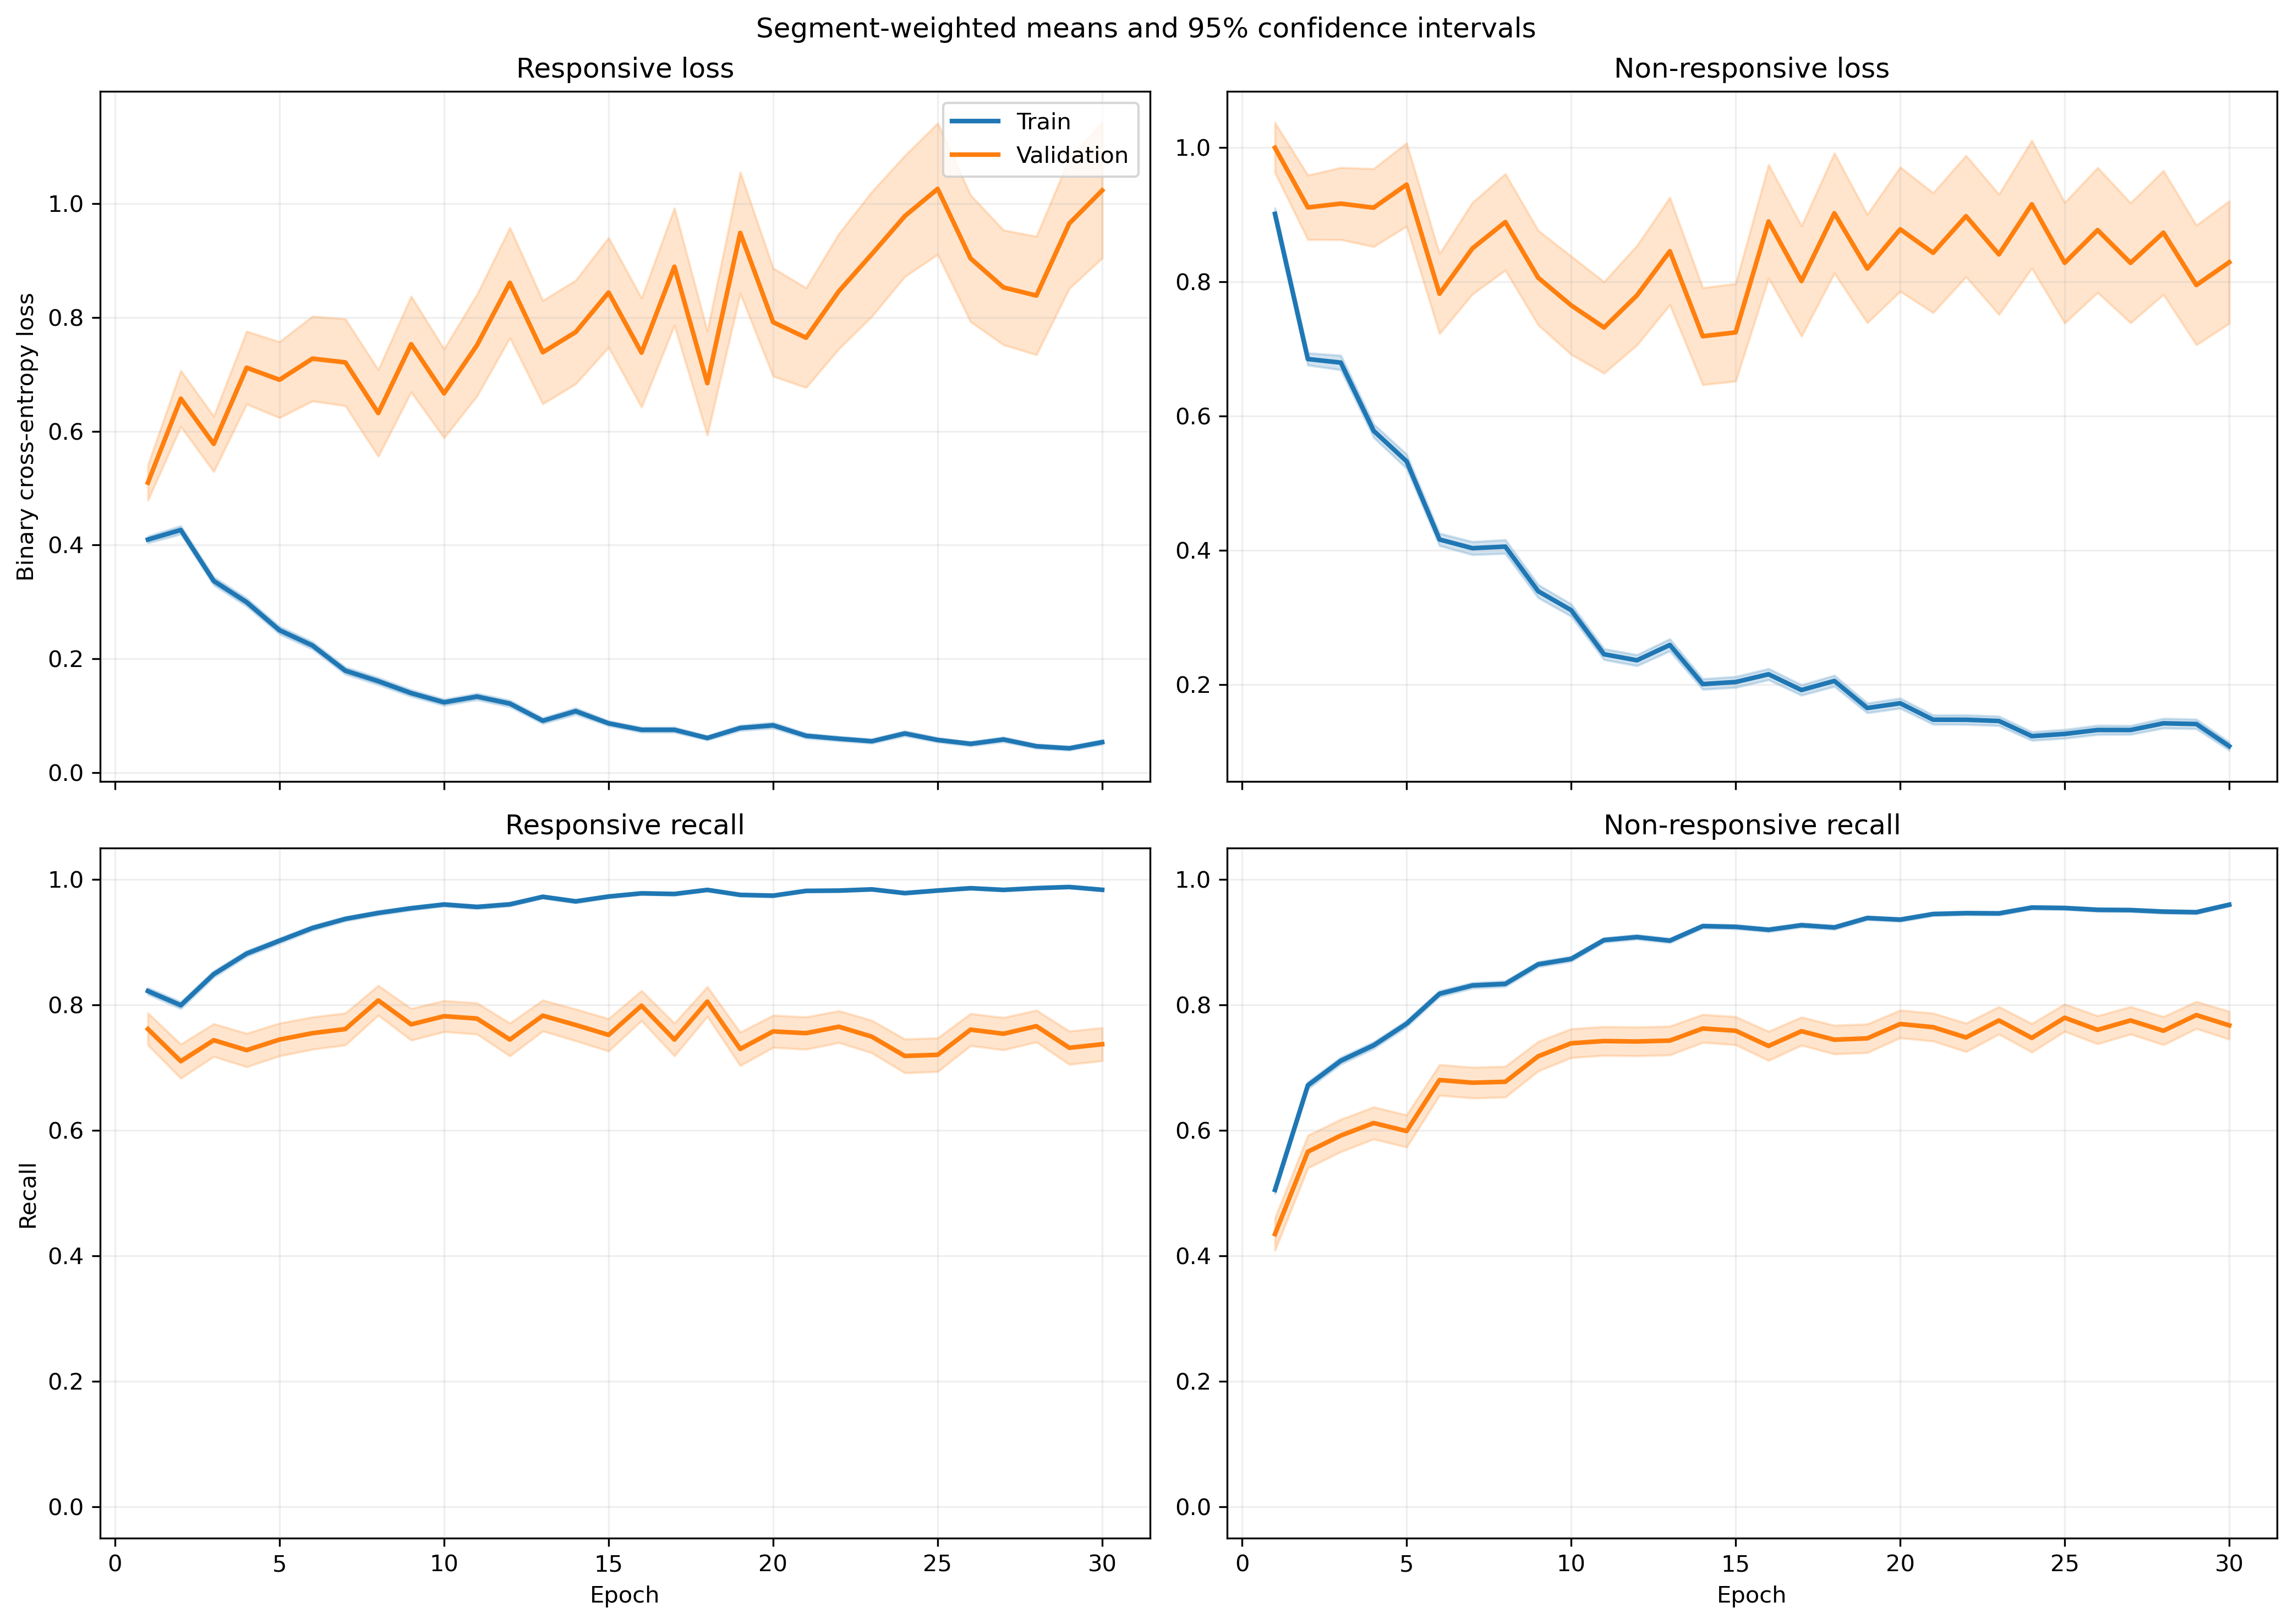 Segment-weighted means and 95% confidence intervals
Responsive loss
Non-responsive loss
Train
Validation
Binary cross-entropy loss
1.0
0.8
0.6
0.4
0.2
0.0
1.0
0.8
0.6
0.4
0.2
Responsive recall
Non-responsive recall
Recall
1.0
0.8
0.6
0.4
0.2
0.0
0 5 10 15 20 25 30
Epoch
1.0
0.8
0.6
0.4
0.2
0.0
0 5 10 15 20 25 30
Epoch